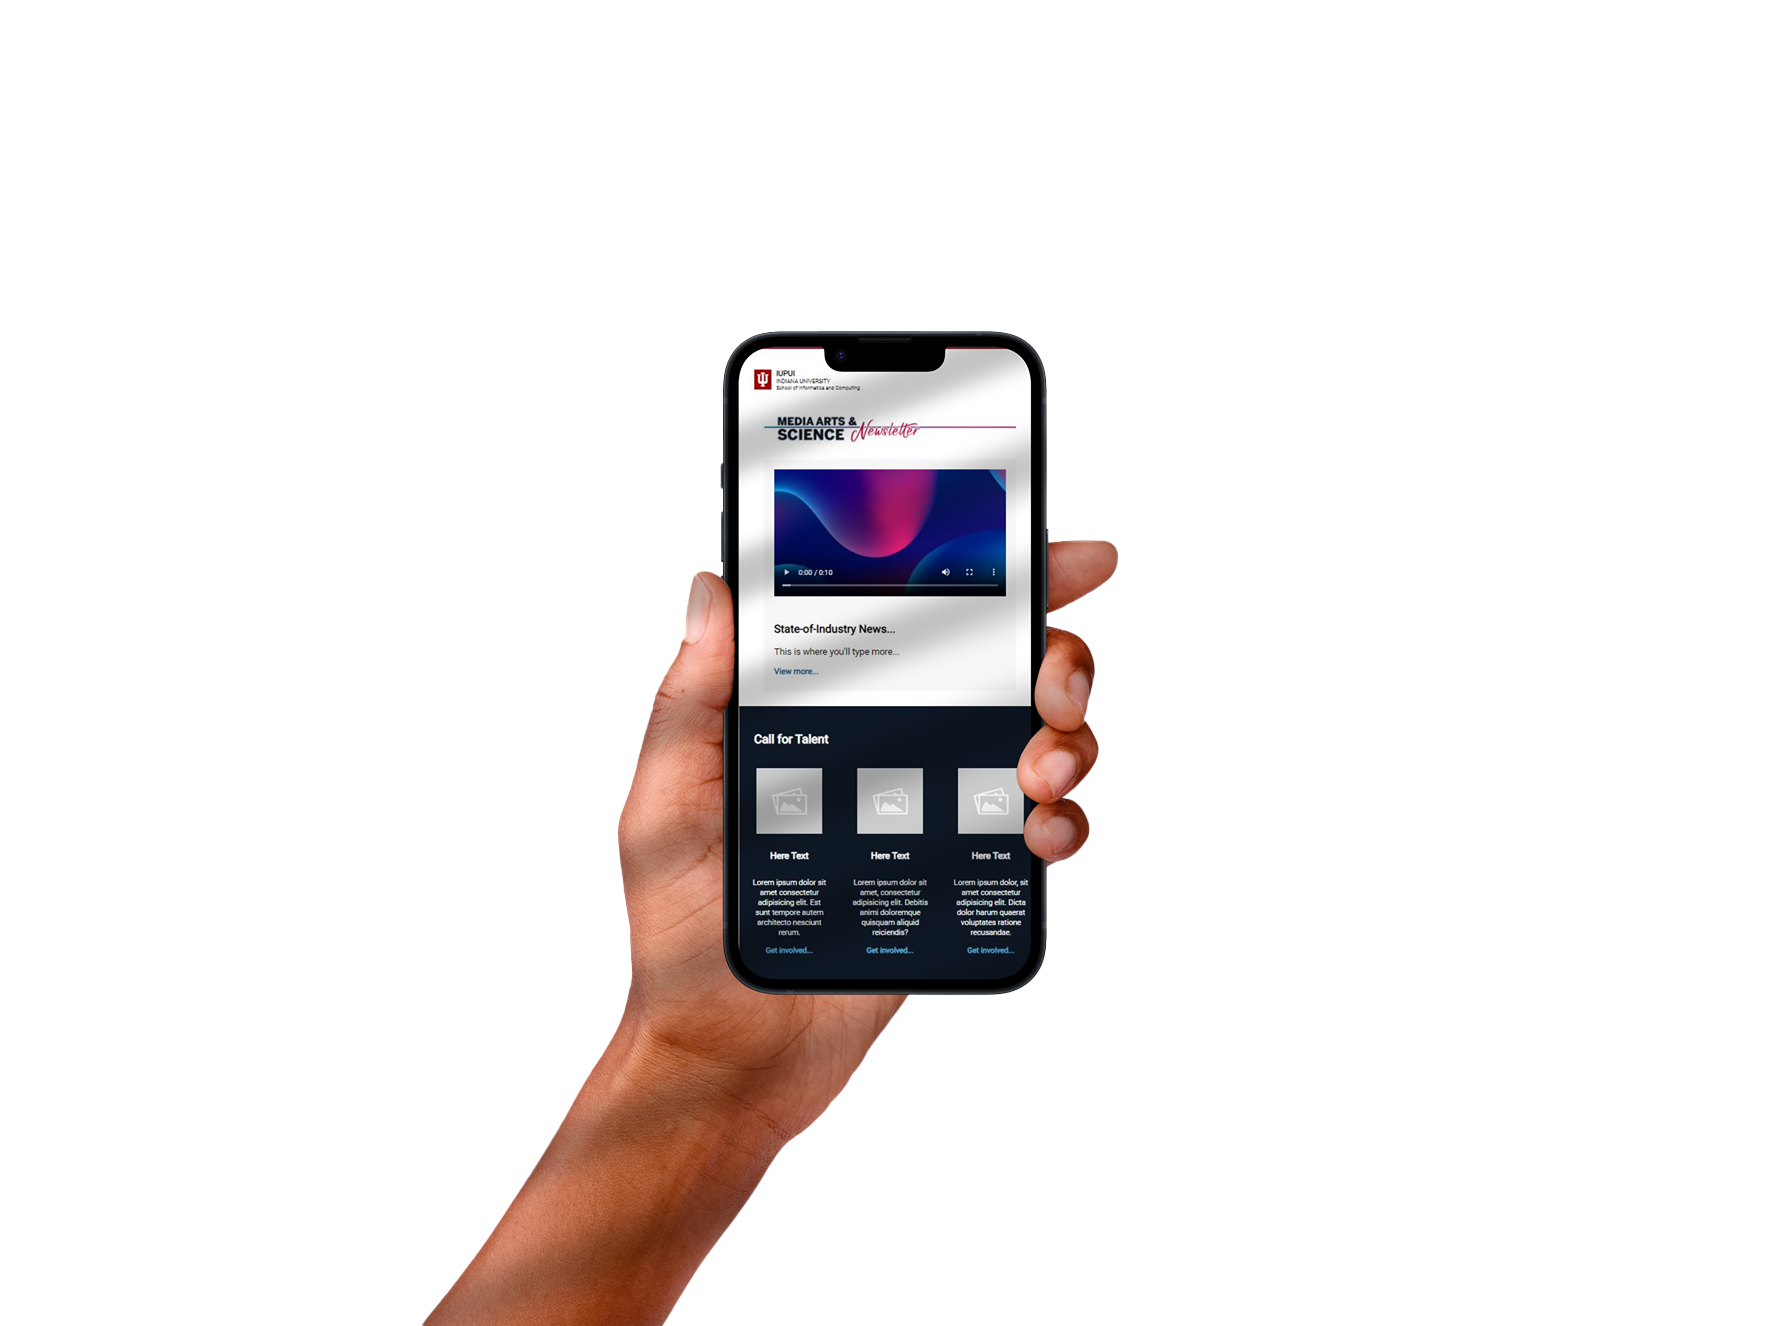 IUPUI
INDIANA UNIVERSITY
School of Informatics and Computing
MEDIA ARTS &
SCIENCE Newsletter
0:00 / 0:10
State-of-Industry News...
This is where you'll type more...
View more...
Call for Talent
Here Text
Lorem ipsum dolor sit
amet consectetur
adipisicing elit. Est
sunt tempore autem
architecto nesciunt
rerum.
Get involved...
Here Text
Lorem ipsum dolor sit
amet, consectetur
adipisicing elit. Debitis
animi doloremque
quisquam aliquid
reiciendis?
Get involved...
Here Text
Lorem ipsum dolor, sit
amet consectetur
adipisicing elit. Dicta
dolor harum quaerat
voluptates ratione
recusandae.
Get involved...